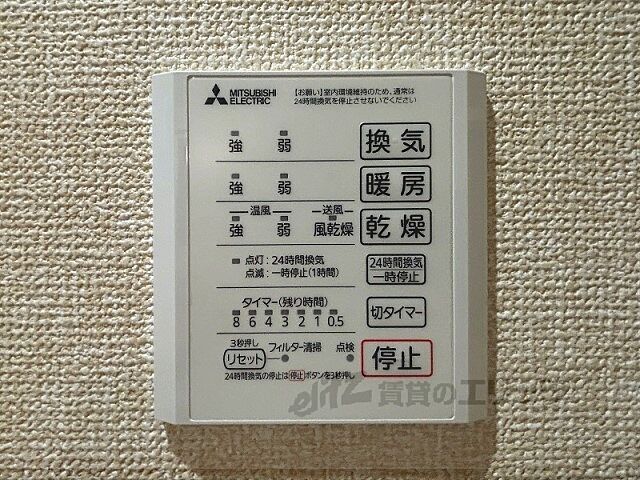 MITSUBISHI ELECTRIC
【お願い】室内環境維持のため、通常は
24時間換気を停止させないでください
強 弱 換気
強 弱 暖房
温風 送風
強 弱 風乾燥 乾燥
点灯:24時間換気
点滅:一時停止(1時間)
24時間換気
一時停止
タイマー(残り時間)
8 6 4 3 2 1 0.5
切タイマー
3秒押し
リセット フィルター清掃 点検
停止
24時間換気の停止は停止ボタンを3秒押し
賃貸のエイブル